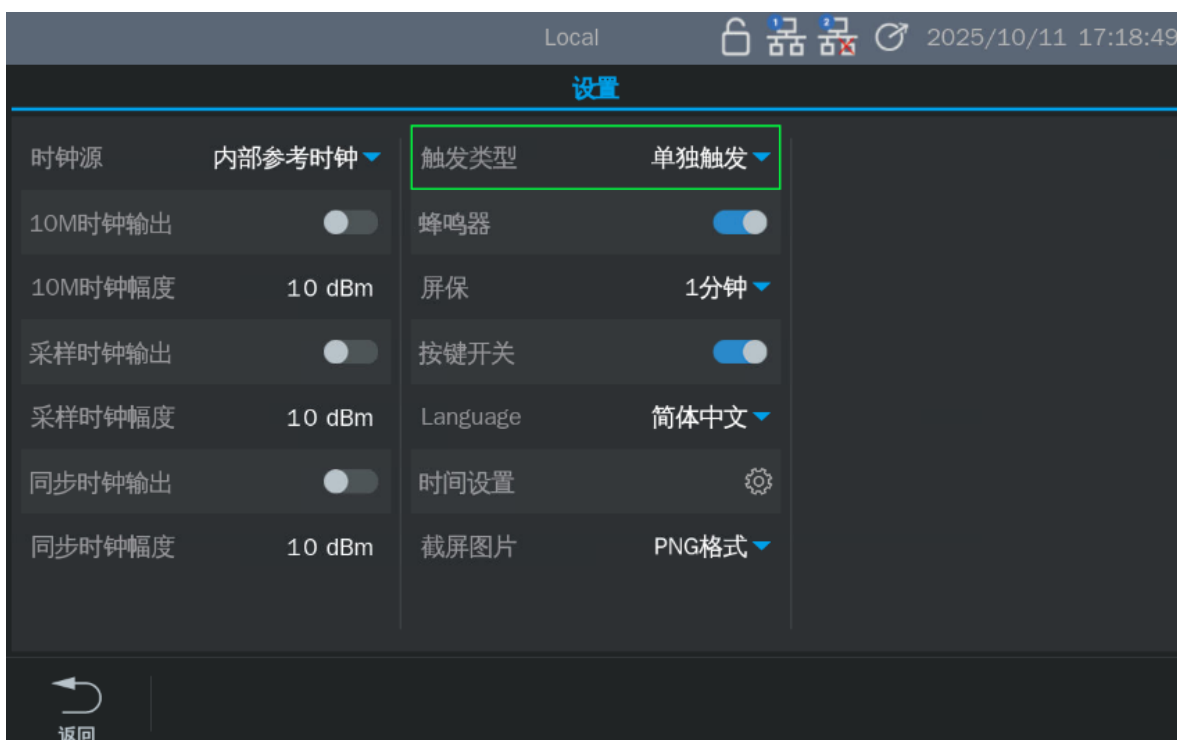 Local 1 2 2025/10/11 17:18:49
设置
时钟源 内部参考时钟
10M时钟输出
10M时钟幅度 10 dBm
采样时钟输出
采样时钟幅度 10 dBm
同步时钟输出
同步时钟幅度 10 dBm
触发类型 单独触发
蜂鸣器
屏保 1分钟
按键开关
Language 简体中文
时间设置
截屏图片 PNG格式
返回